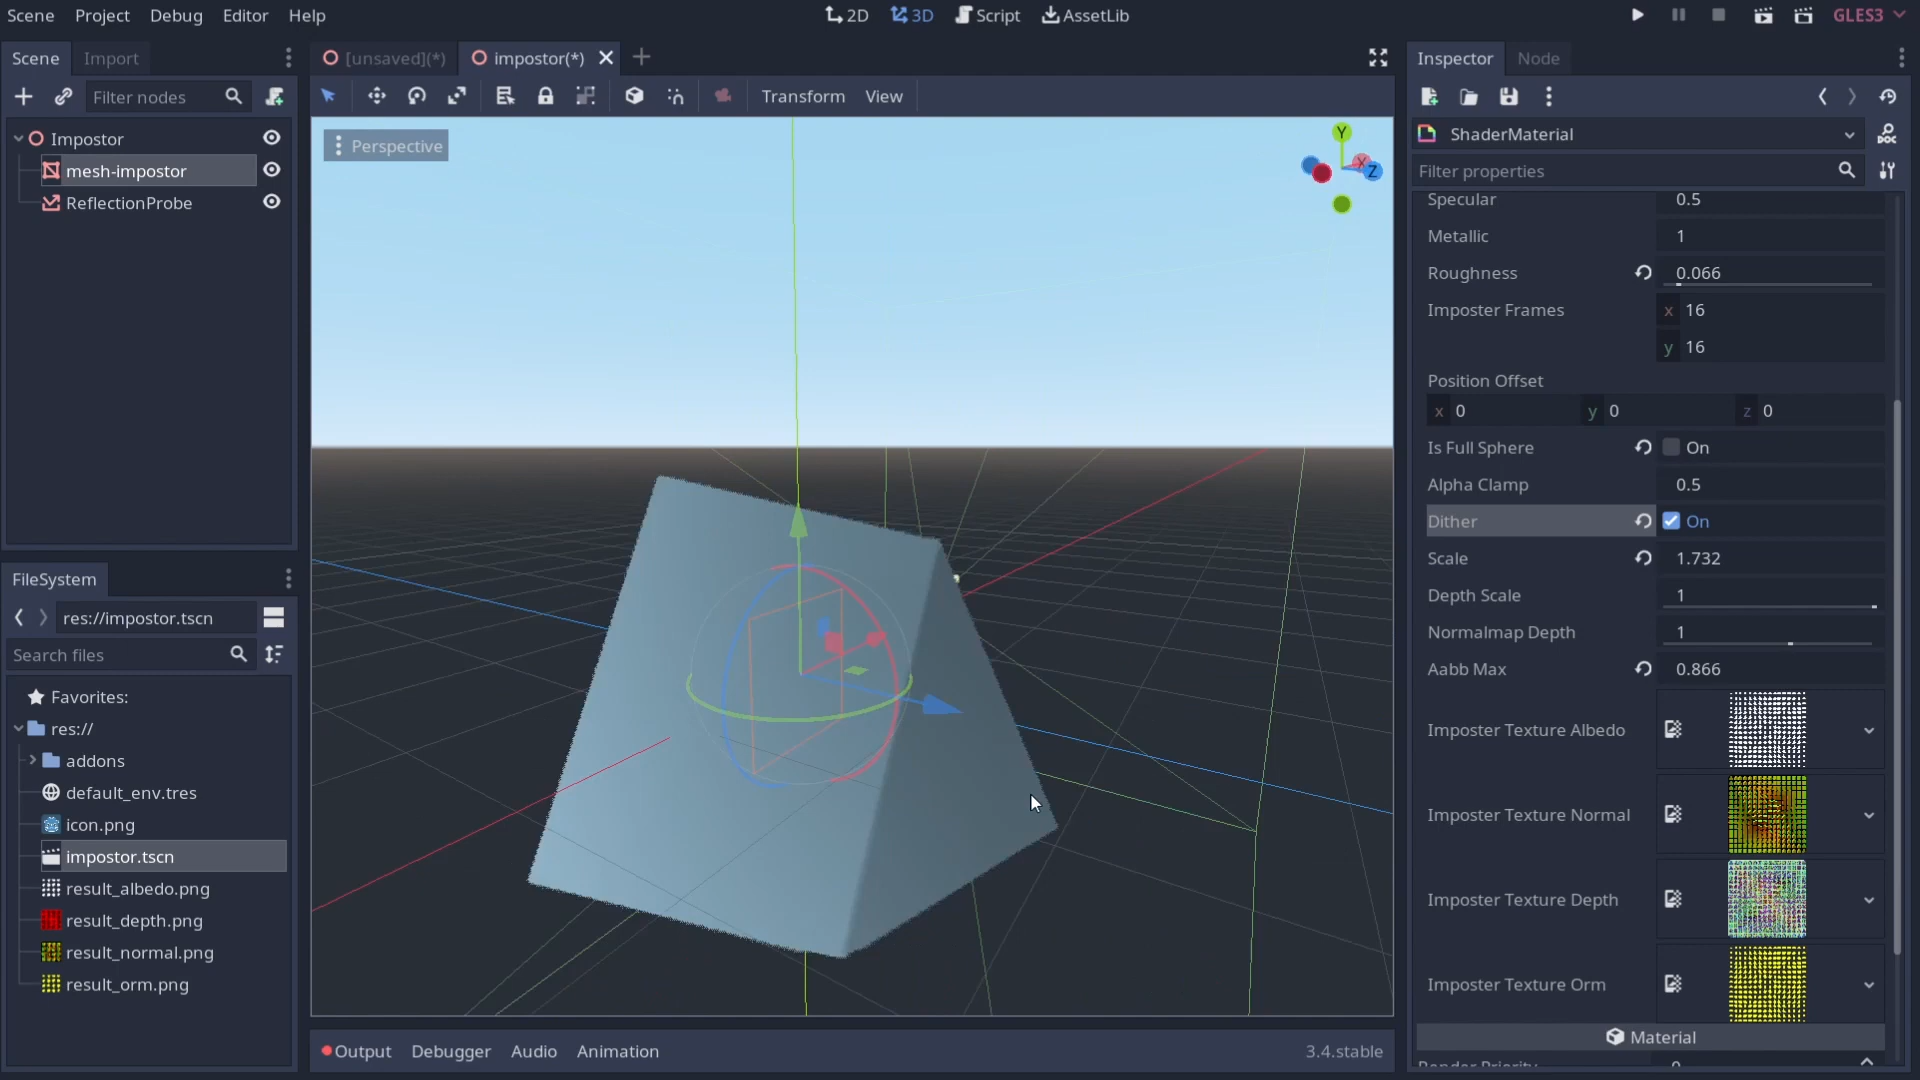 Scene Project Debug Editor Help
2D 3D Script AssetLib
GLES3
Scene Import
Filter nodes
Impostor
mesh-impostor
ReflectionProbe
FileSystem
res://impostor.tscn
Search files
Favorites:
res://
addons
default_env.tres
icon.png
impostor.tscn
result_albedo.png
result_depth.png
result_normal.png
result_orm.png
[unsaved](*) impostor(*)
Transform View
Perspective
Y
X
Z
Output Debugger Audio Animation 3.4.stable
Inspector Node
ShaderMaterial
Filter properties
Specular 0.5
Metallic 1
Roughness 0.066
Imposter Frames x 16
y 16
Position Offset
x 0 y 0 z 0
Is Full Sphere On
Alpha Clamp 0.5
Dither On
Scale 1.732
Depth Scale 1
Normalmap Depth 1
Aabb Max 0.866
Imposter Texture Albedo
Imposter Texture Normal
Imposter Texture Depth
Imposter Texture Orm
Material
Render Priority 0